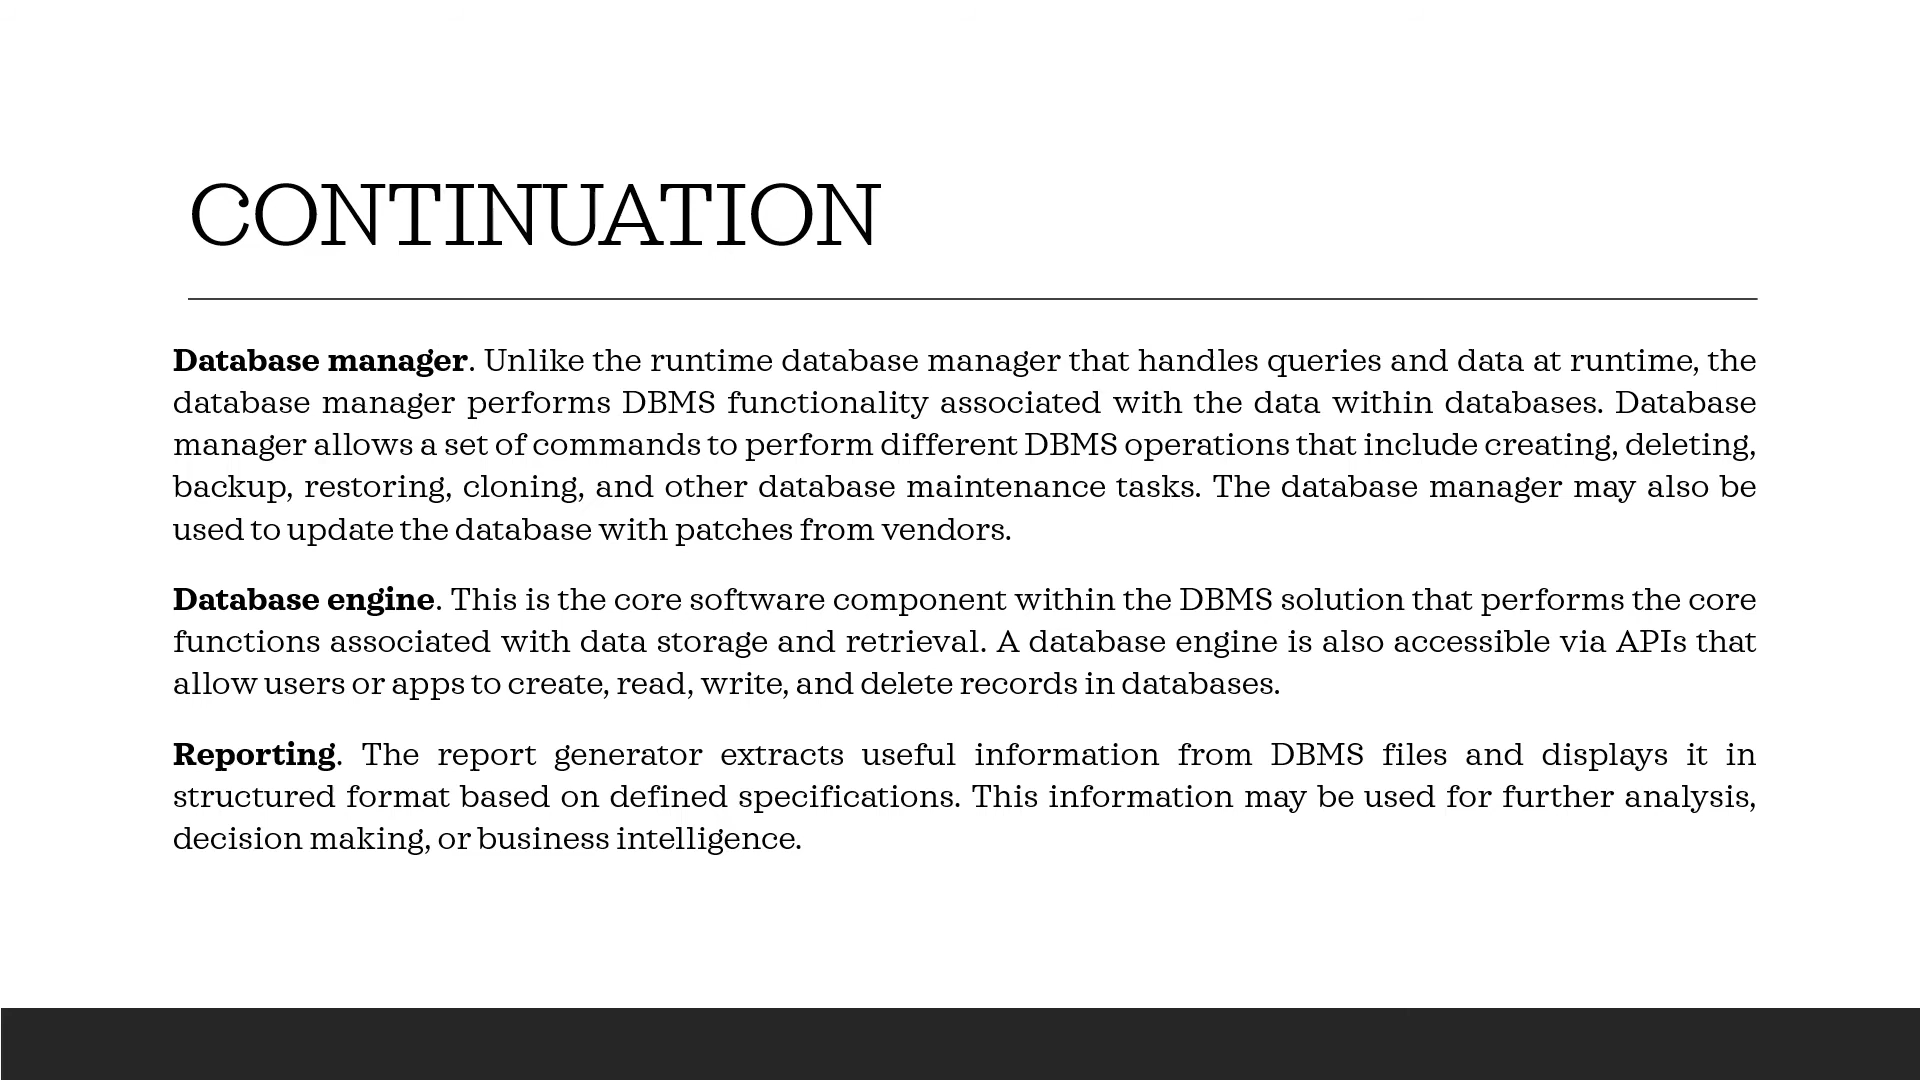 CONTINUATION
Database manager. Unlike the runtime database manager that handles queries and data at runtime, the
database manager performs DBMS functionality associated with the data within databases. Database
manager allows a set of commands to perform different DBMS operations that include creating, deleting,
backup, restoring, cloning, and other database maintenance tasks. The database manager may also be
used to update the database with patches from vendors.
Database engine. This is the core software component within the DBMS solution that performs the core
functions associated with data storage and retrieval. A database engine is also accessible via APIs that
allow users or apps to create, read, write, and delete records in databases.
Reporting. The report generator extracts useful information from DBMS files and displays it in
structured format based on defined specifications. This information may be used for further analysis,
decision making, or business intelligence.